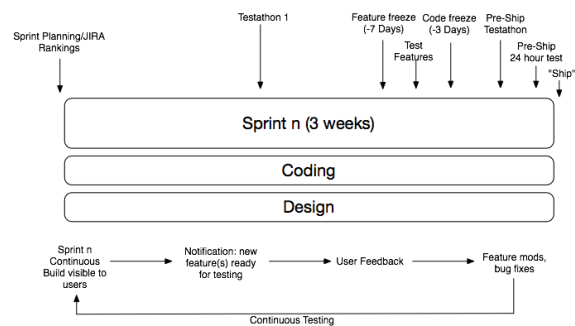 Testathon 1
Feature freeze
(-7 Days)
Code freeze
(-3 Days)
Pre-Ship
Testathon
Sprint Planning/JIRA
Rankings
Test
Features
Pre-Ship
24 hour test
"Ship"
Sprint n (3 weeks)
Coding
Design
Sprint n
Continuous
Build visible to
users
Notification: new
feature(s) ready
for testing
User Feedback
Feature mods,
bug fixes
Continuous Testing